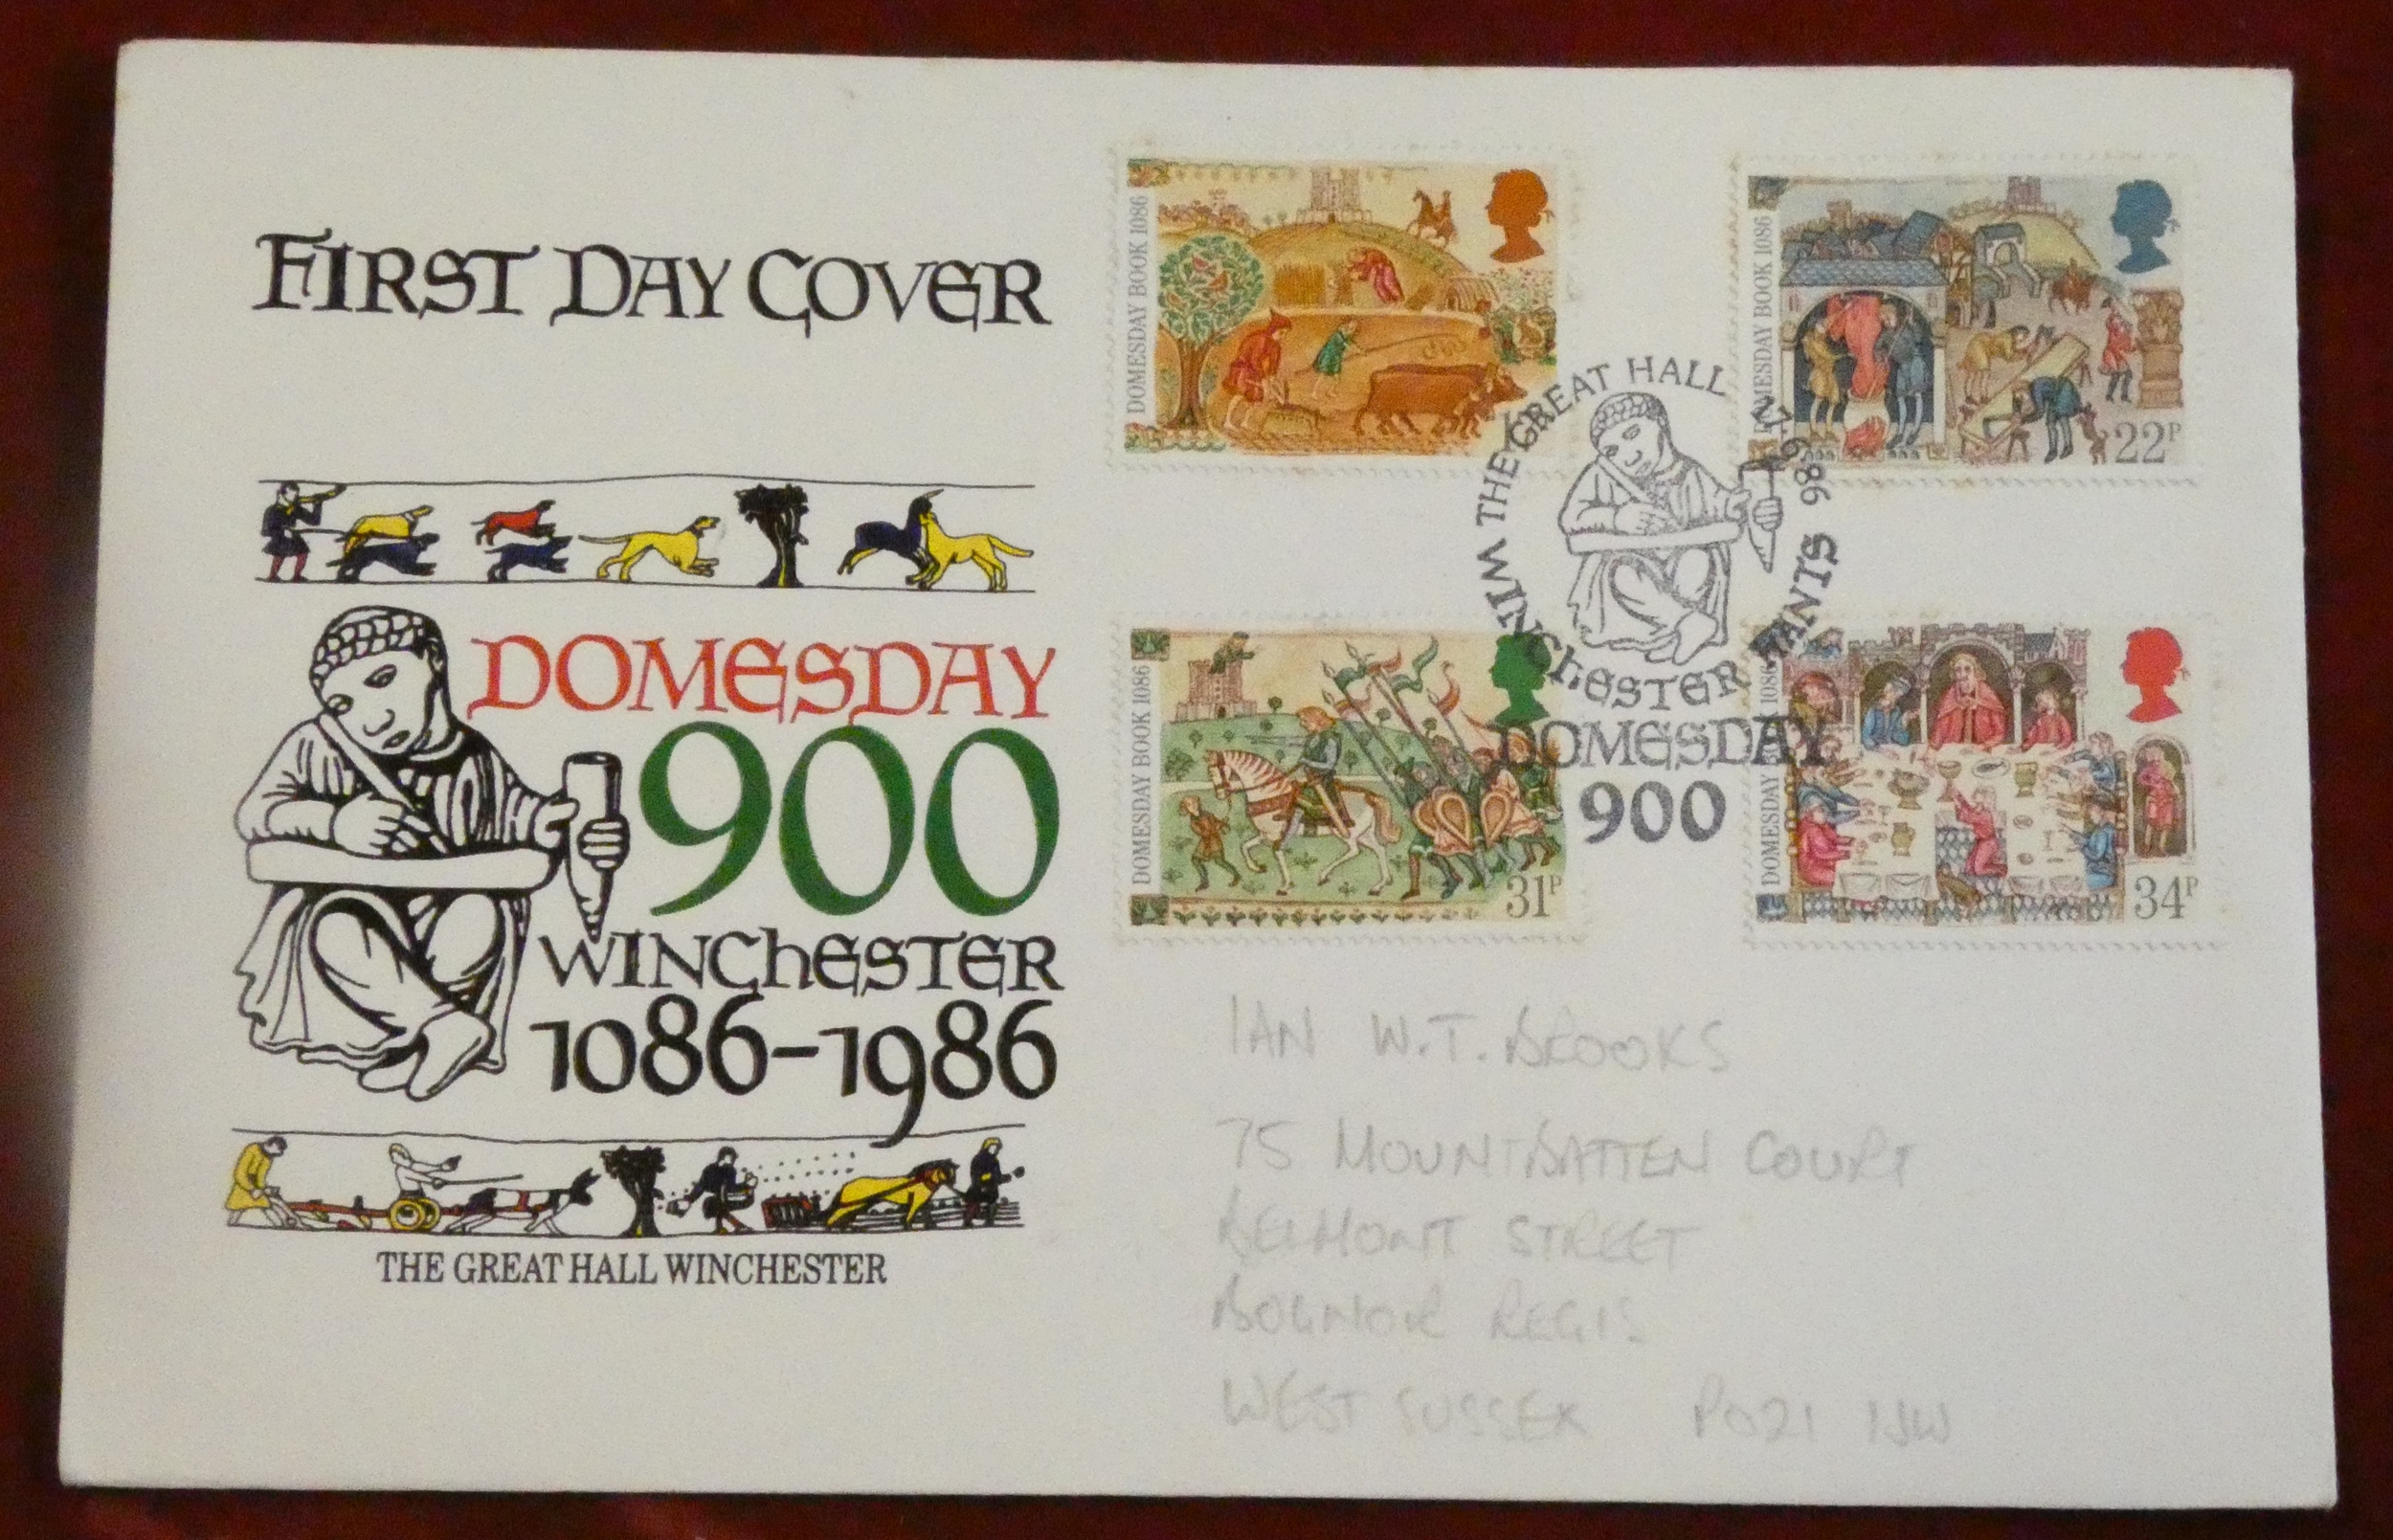 FIRST DAY COVER
DOMESDAY
900
WINCHESTER
1086-1986
THE GREAT HALL WINCHESTER
DOMESDAY BOOK 1086
DOMESDAY BOOK 1086
22P
DOMESDAY BOOK 1086
31P
DOMESDAY BOOK 1086
34P
THE GREAT HALL
WINCHESTER HANTS
DOMESDAY
900
IAN W.T. BROOKS
75 MOUNTBATTEN COURT
BELMONT STREET
BOGNOR REGIS
WEST SUSSEX PO21